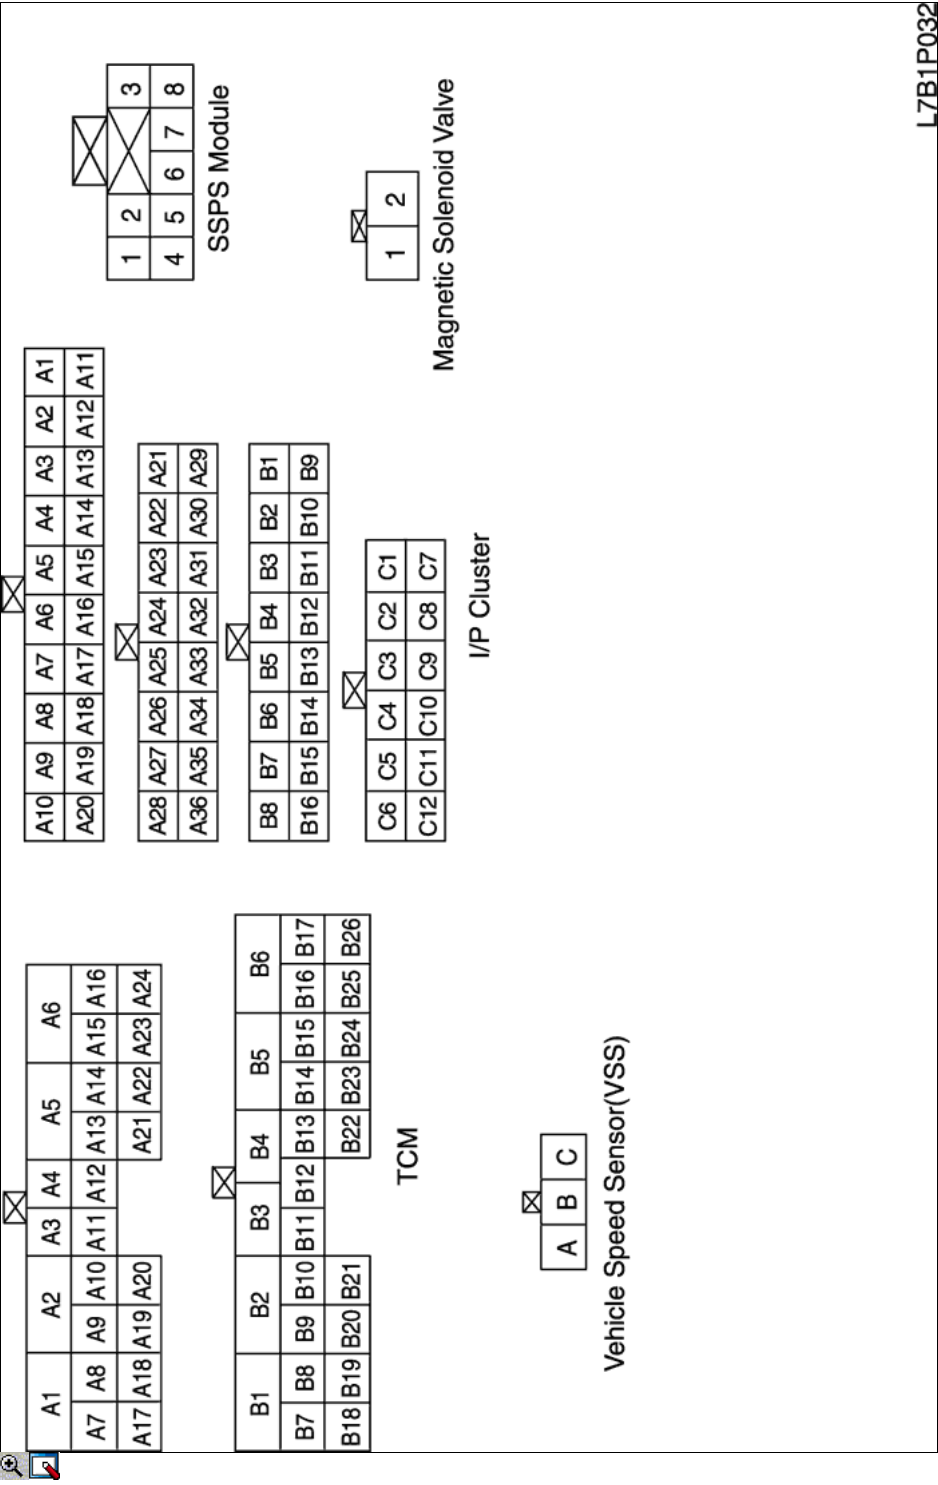 A1 A2 A3 A4 A5 A6
A7 A8 A9 A10 A11 A12 A13 A14 A15 A16
A17 A18 A19 A20 A21 A22 A23 A24
B1 B2 B3 B4 B5 B6
B7 B8 B9 B10 B11 B12 B13 B14 B15 B16 B17
B18 B19 B20 B21 B22 B23 B24 B25 B26
TCM
A B C
Vehicle Speed Sensor(VSS)
A10 A9 A8 A7 A6 A5 A4 A3 A2 A1
A20 A19 A18 A17 A16 A15 A14 A13 A12 A11
A28 A27 A26 A25 A24 A23 A22 A21
A36 A35 A34 A33 A32 A31 A30 A29
B8 B7 B6 B5 B4 B3 B2 B1
B16 B15 B14 B13 B12 B11 B10 B9
C6 C5 C4 C3 C2 C1
C12 C11 C10 C9 C8 C7
I/P Cluster
1 2 3
4 5 6 7 8
SSPS Module
1 2
Magnetic Solenoid Valve
L7B1P032